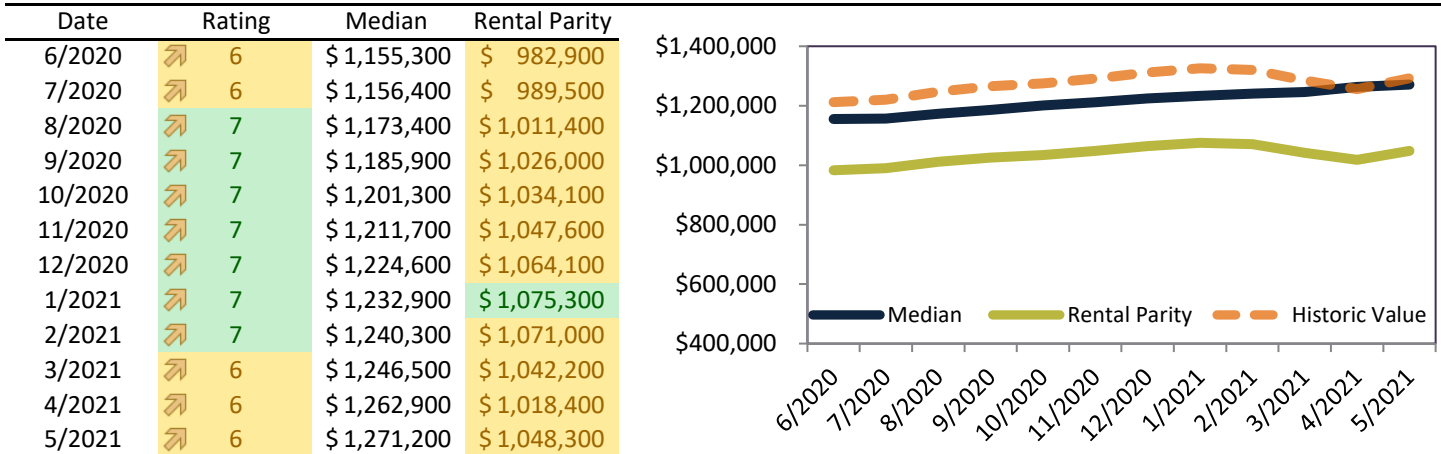 Date Rating Median Rental Parity
6/2020 6 $ 1,155,300 $ 982,900
7/2020 6 $ 1,156,400 $ 989,500
8/2020 7 $ 1,173,400 $ 1,011,400
9/2020 7 $ 1,185,900 $ 1,026,000
10/2020 7 $ 1,201,300 $ 1,034,100
11/2020 7 $ 1,211,700 $ 1,047,600
12/2020 7 $ 1,224,600 $ 1,064,100
1/2021 7 $ 1,232,900 $ 1,075,300
2/2021 7 $ 1,240,300 $ 1,071,000
3/2021 6 $ 1,246,500 $ 1,042,200
4/2021 6 $ 1,262,900 $ 1,018,400
5/2021 6 $ 1,271,200 $ 1,048,300
$1,400,000
$1,200,000
$1,000,000
$800,000
$600,000
$400,000
Median Rental Parity Historic Value
6/2020 7/2020 8/2020 9/2020 10/2020 11/2020 12/2020 1/2021 2/2021 3/2021 4/2021 5/2021